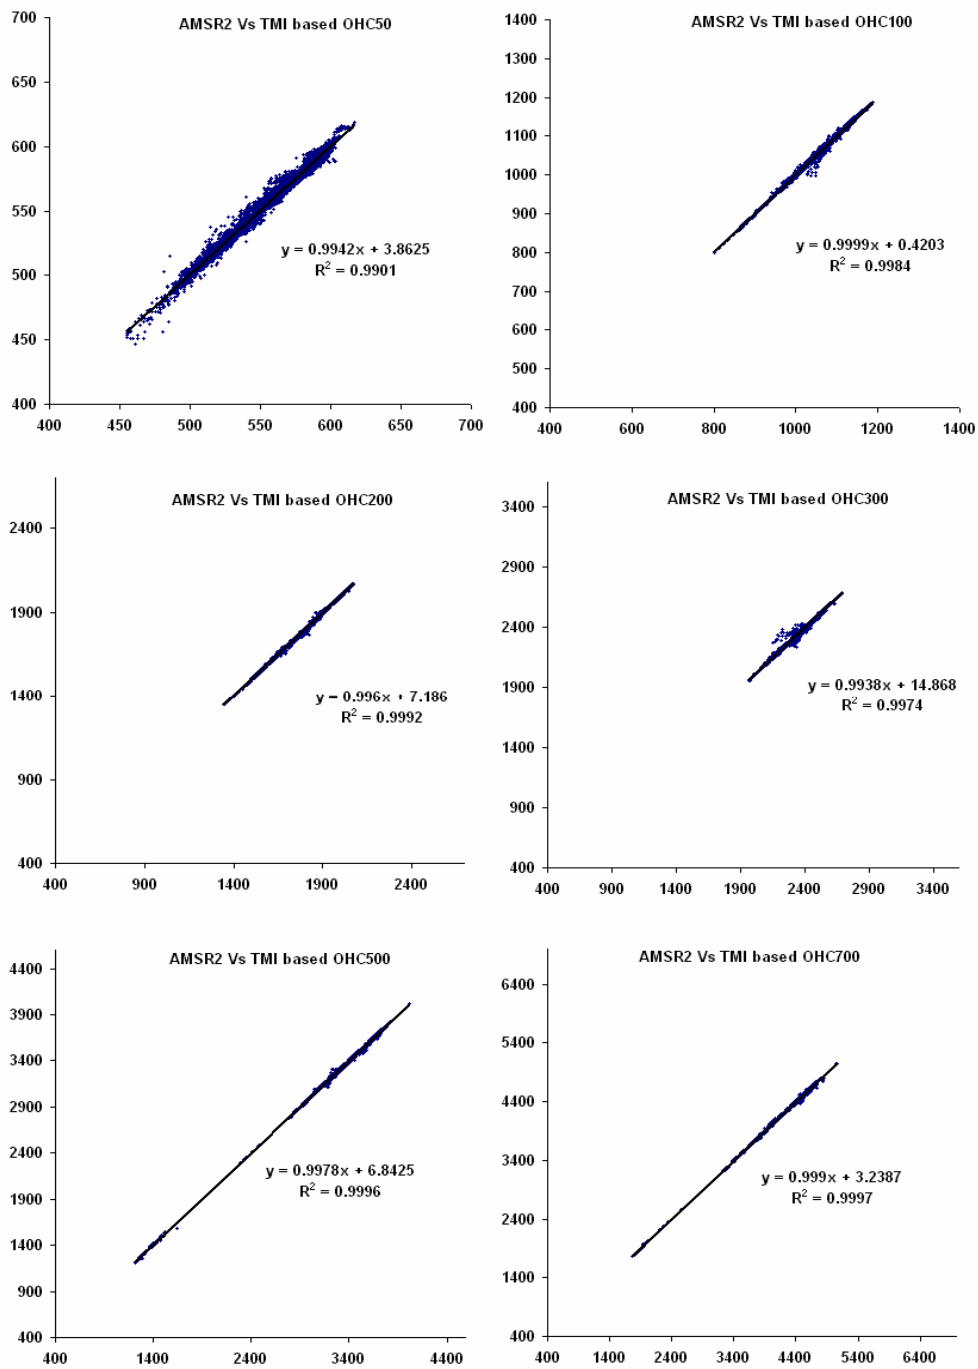 AMSR2 Vs TMI based OHC50
700
650
600
550
500
450
400
y = 0.9942x + 3.8625
R² = 0.9901
400 450 500 550 600 650 700
AMSR2 Vs TMI based OHC100
1400
1300
1200
1100
1000
900
800
700
600
500
400
y = 0.9999x + 0.4203
R² = 0.9984
400 600 800 1000 1200 1400
AMSR2 Vs TMI based OHC200
2400
1900
1400
900
400
y = 0.996x + 7.186
R² = 0.9992
400 900 1400 1900 2400
AMSR2 Vs TMI based OHC300
3400
2900
2400
1900
1400
900
400
y = 0.9938x + 14.868
R² = 0.9974
400 900 1400 1900 2400 2900 3400
AMSR2 Vs TMI based OHC500
4400
3900
3400
2900
2400
1900
1400
900
400
y = 0.9978x + 6.8425
R² = 0.9996
400 1400 2400 3400 4400
AMSR2 Vs TMI based OHC700
6400
5400
4400
3400
2400
1400
400
y = 0.999x + 3.2387
R² = 0.9997
400 1400 2400 3400 4400 5400 6400